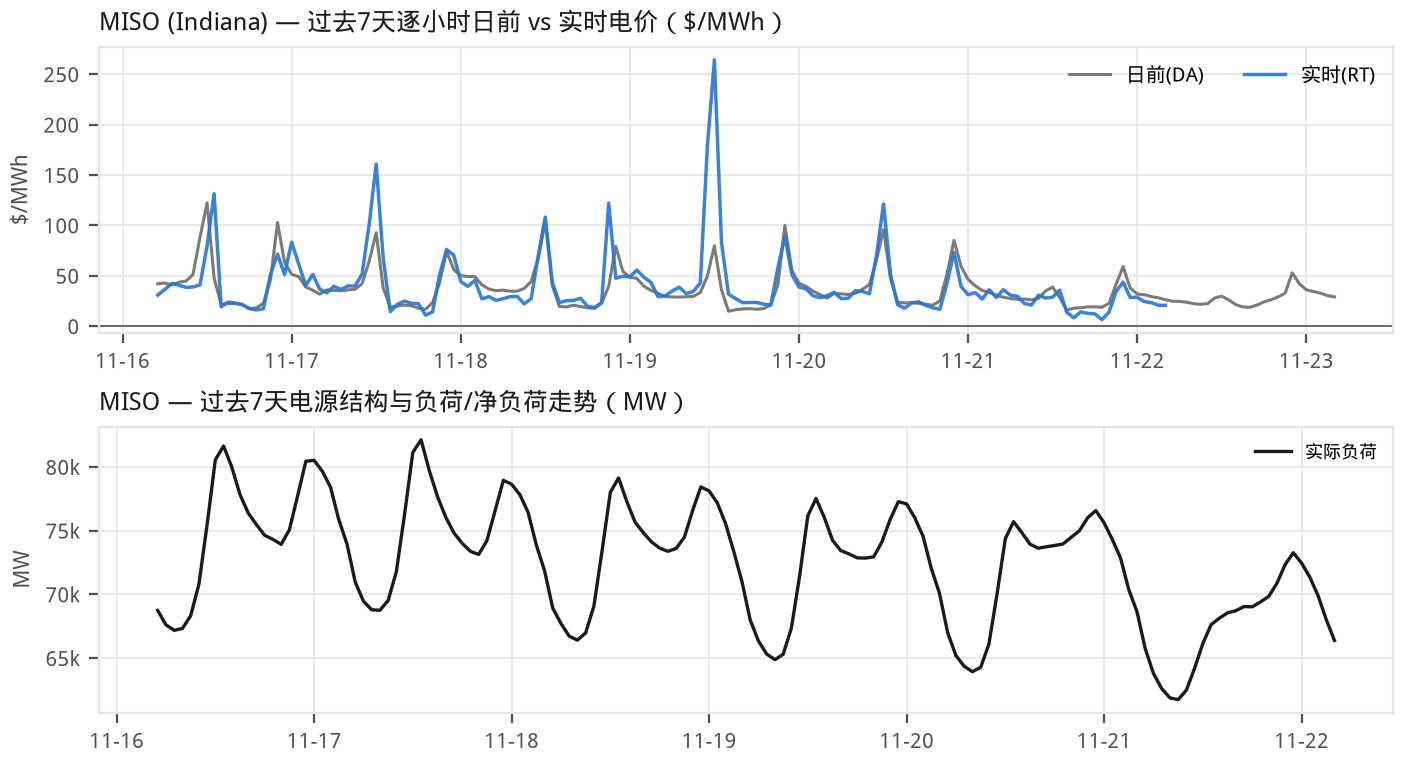 MISO (Indiana) — 过去7天逐小时日前 vs 实时电价（$/MWh）
日前(DA)
实时(RT)
$/MWh
250
200
150
100
50
0
11-16
11-17
11-18
11-19
11-20
11-21
11-22
11-23
MISO — 过去7天电源结构与负荷/净负荷走势（MW）
实际负荷
MW
80k
75k
70k
65k
11-16
11-17
11-18
11-19
11-20
11-21
11-22